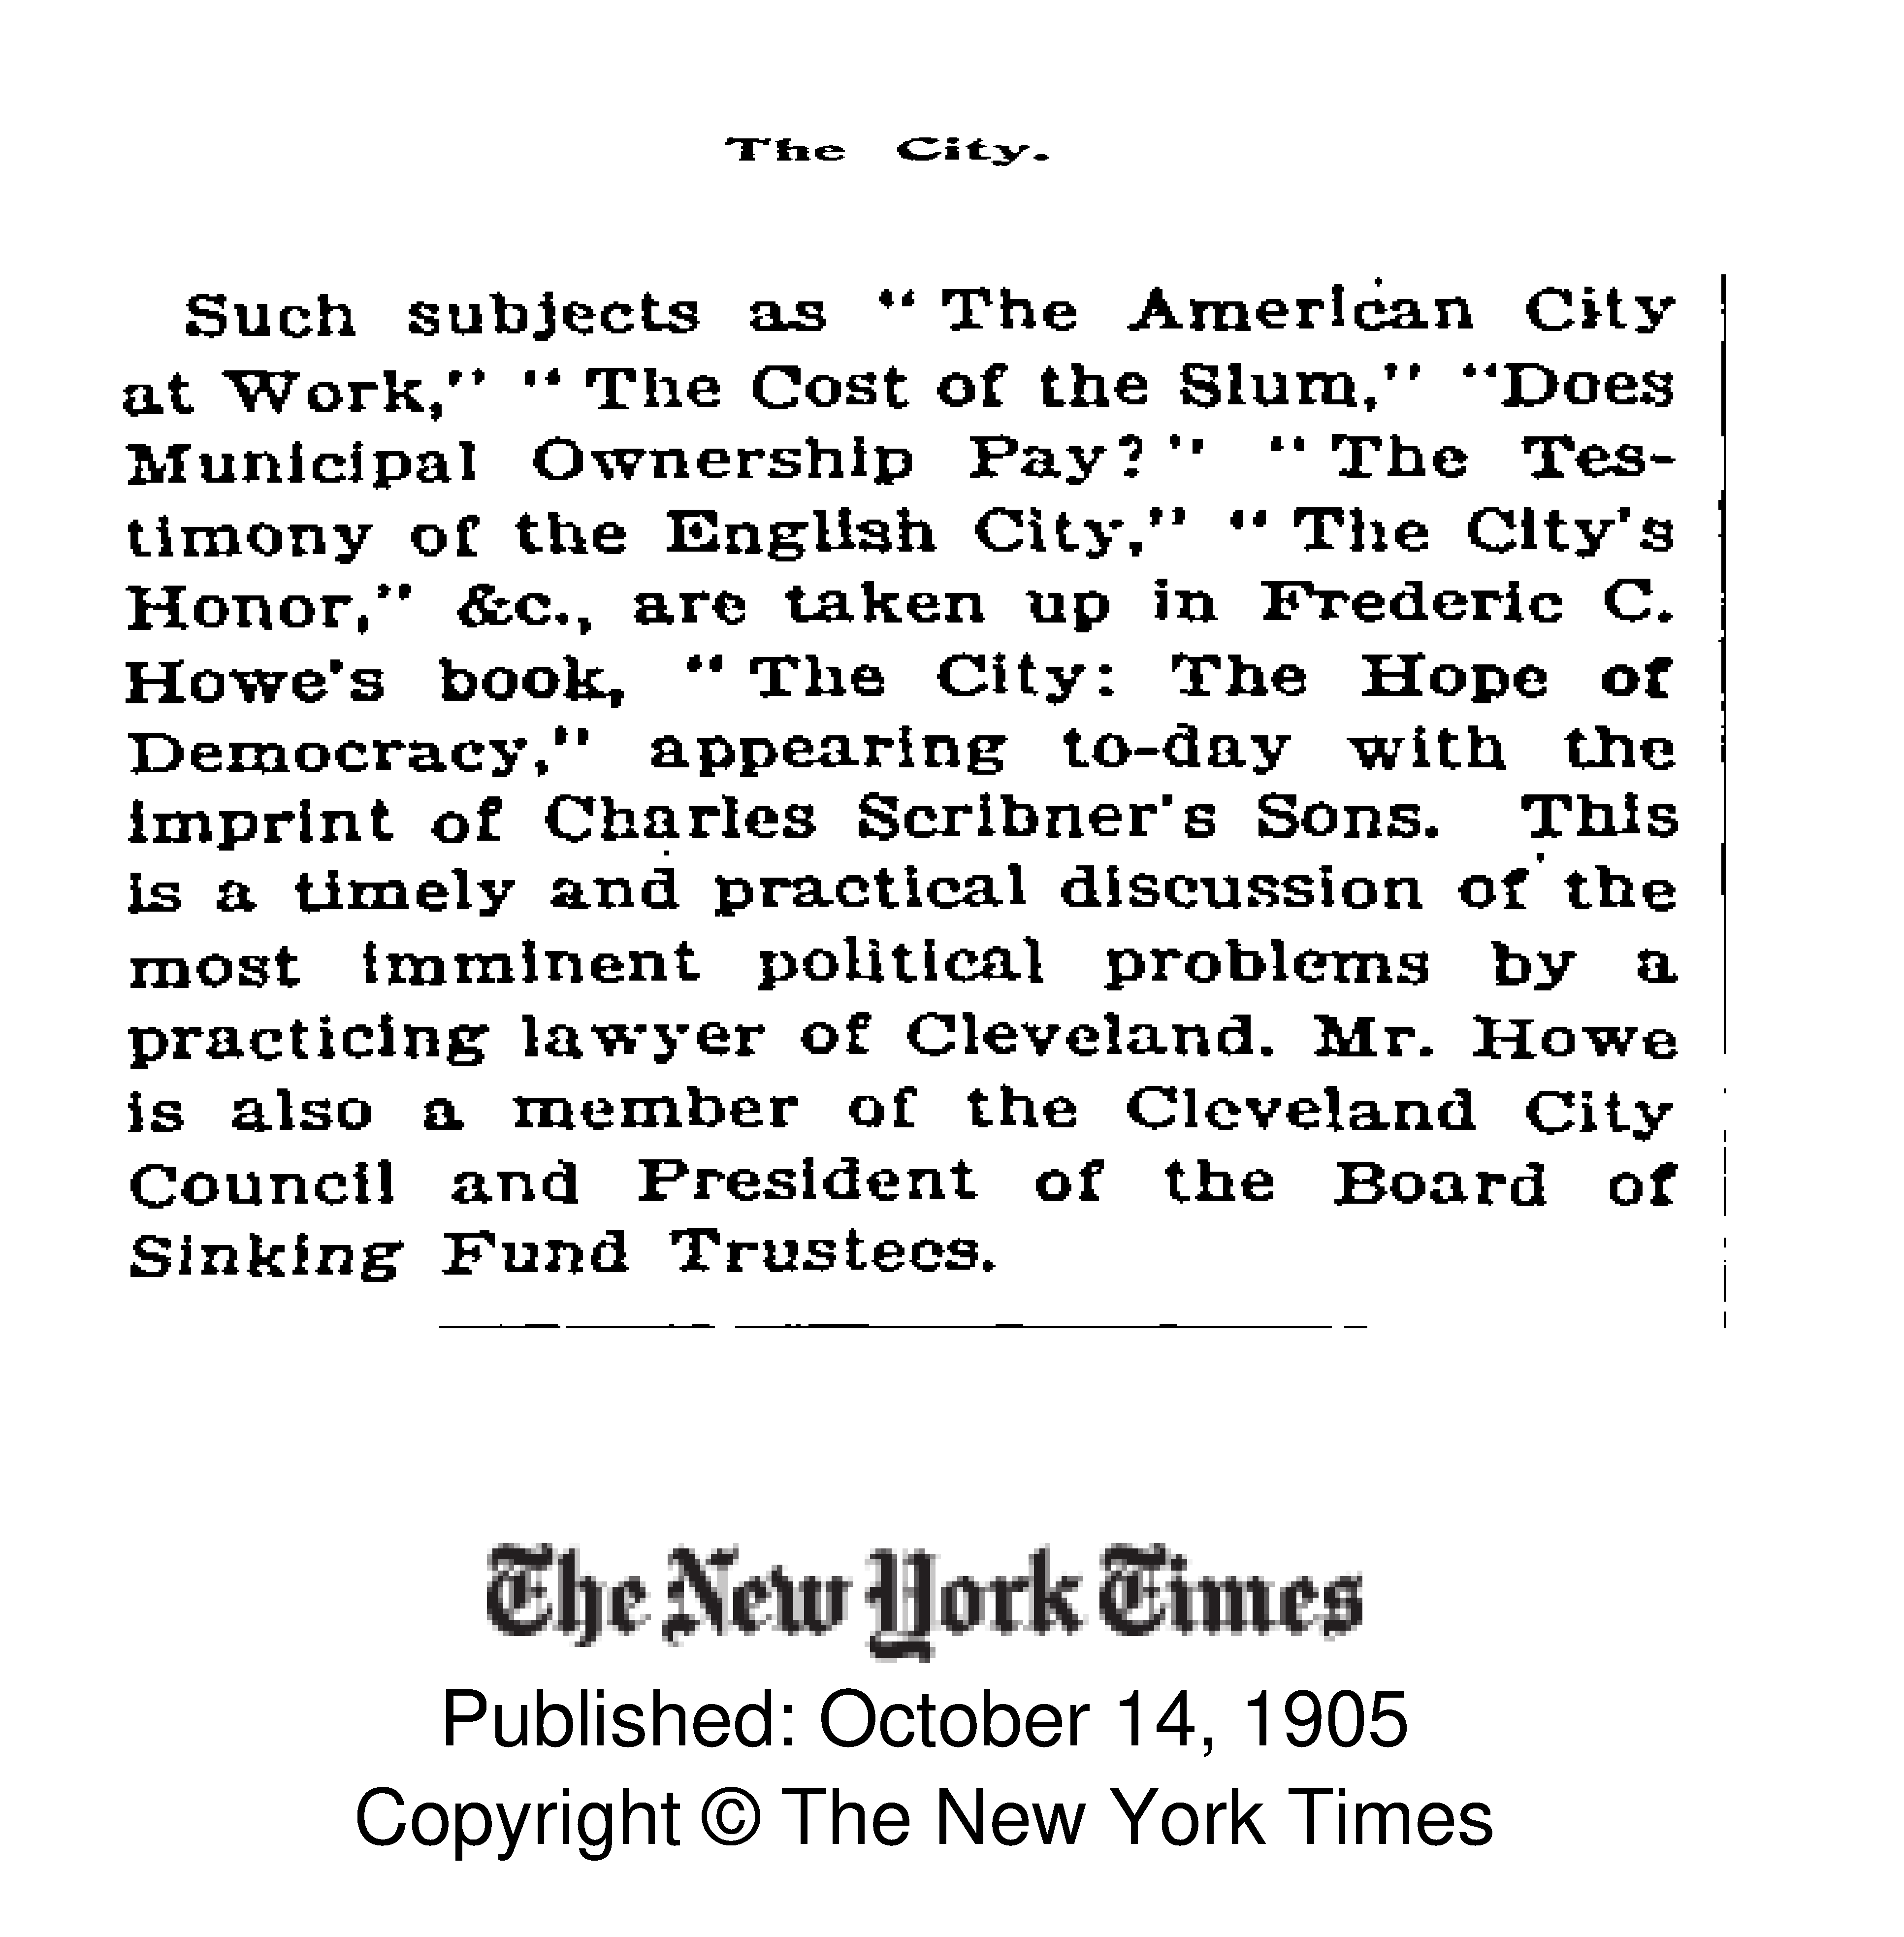 The City.
Such subjects as "The American City
at Work," "The Cost of the Slum," "Does
Municipal Ownership Pay?" "The Tes-
timony of the English City," "The City's
Honor," &c., are taken up in Frederic C.
Howe's book, "The City: The Hope of
Democracy," appearing to-day with the
imprint of Charles Scribner's Sons. This
is a timely and practical discussion of the
most imminent political problems by a
practicing lawyer of Cleveland. Mr. Howe
is also a member of the Cleveland City
Council and President of the Board of
Sinking Fund Trustees.
The New York Times
Published: October 14, 1905
Copyright © The New York Times